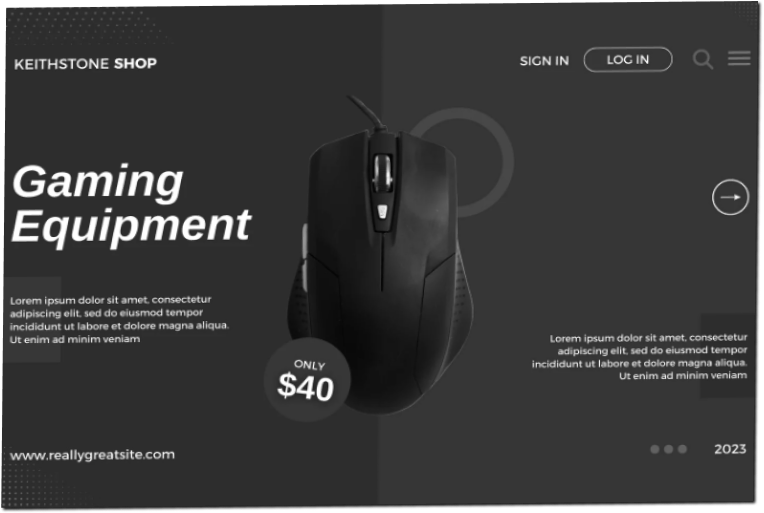 KEITHSTONE SHOP
SIGN IN
LOG IN
Gaming
Equipment
Lorem ipsum dolor sit amet, consectetur
adipiscing elit, sed do eiusmod tempor
incididunt ut labore et dolore magna aliqua.
Ut enim ad minim veniam
ONLY
$40
Lorem ipsum dolor sit amet, consectetur
adipiscing elit, sed do eiusmod tempor
incididunt ut labore et dolore magna aliqua.
Ut enim ad minim veniam
www.reallygreatsite.com
2023